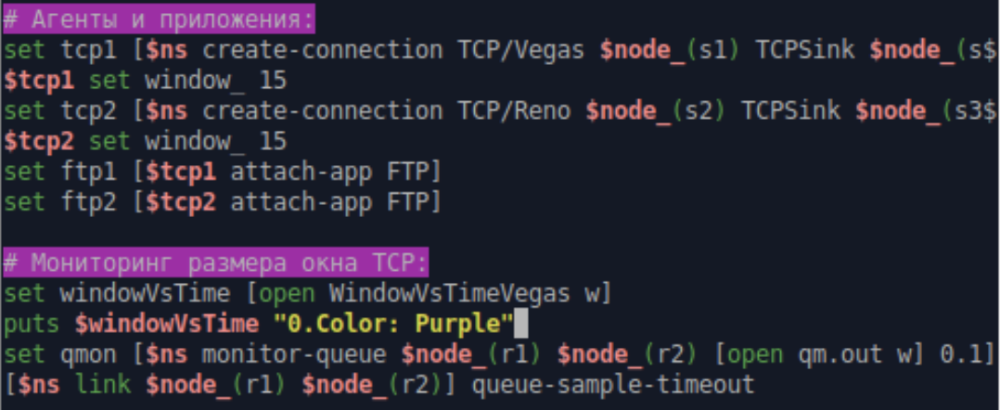 # Агенты и приложения:
set tcp1 [$ns create-connection TCP/Vegas $node_(s1) TCPSink $node_(s$
$tcp1 set window_ 15
set tcp2 [$ns create-connection TCP/Reno $node_(s2) TCPSink $node_(s3$
$tcp2 set window_ 15
set ftp1 [$tcp1 attach-app FTP]
set ftp2 [$tcp2 attach-app FTP]
# Мониторинг размера окна TCP:
set windowVsTime [open WindowVsTimeVegas w]
puts $windowVsTime "0.Color: Purple"
set qmon [$ns monitor-queue $node_(r1) $node_(r2) [open qm.out w] 0.1]
[$ns link $node_(r1) $node_(r2)] queue-sample-timeout